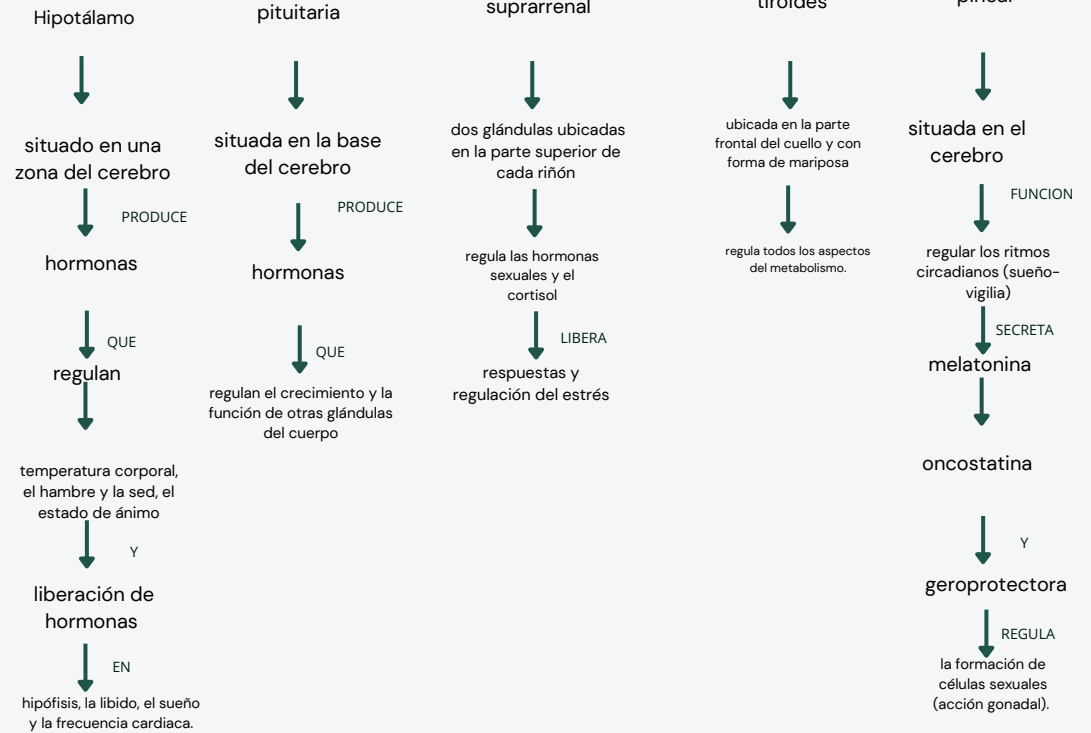 Hipotálamo
situado en una
zona del cerebro
PRODUCE
hormonas
QUE
regulan
temperatura corporal,
el hambre y la sed, el
estado de ánimo
Y
liberación de
hormonas
EN
hipófisis, la libido, el sueño
y la frecuencia cardiaca.
pituitaria
situada en la base
del cerebro
PRODUCE
hormonas
QUE
regulan el crecimiento y la
función de otras glándulas
del cuerpo
suprarrenal
dos glándulas ubicadas
en la parte superior de
cada riñón
regula las hormonas
sexuales y el
cortisol
LIBERA
respuestas y
regulación del estrés
tiroides
ubicada en la parte
frontal del cuello y con
forma de mariposa
regula todos los aspectos
del metabolismo.
situada en el
cerebro
FUNCION
regular los ritmos
circadianos (sueño-
vigilia)
SECRETA
melatonina
oncostatina
Y
geroprotectora
REGULA
la formación de
células sexuales
(acción gonadal).